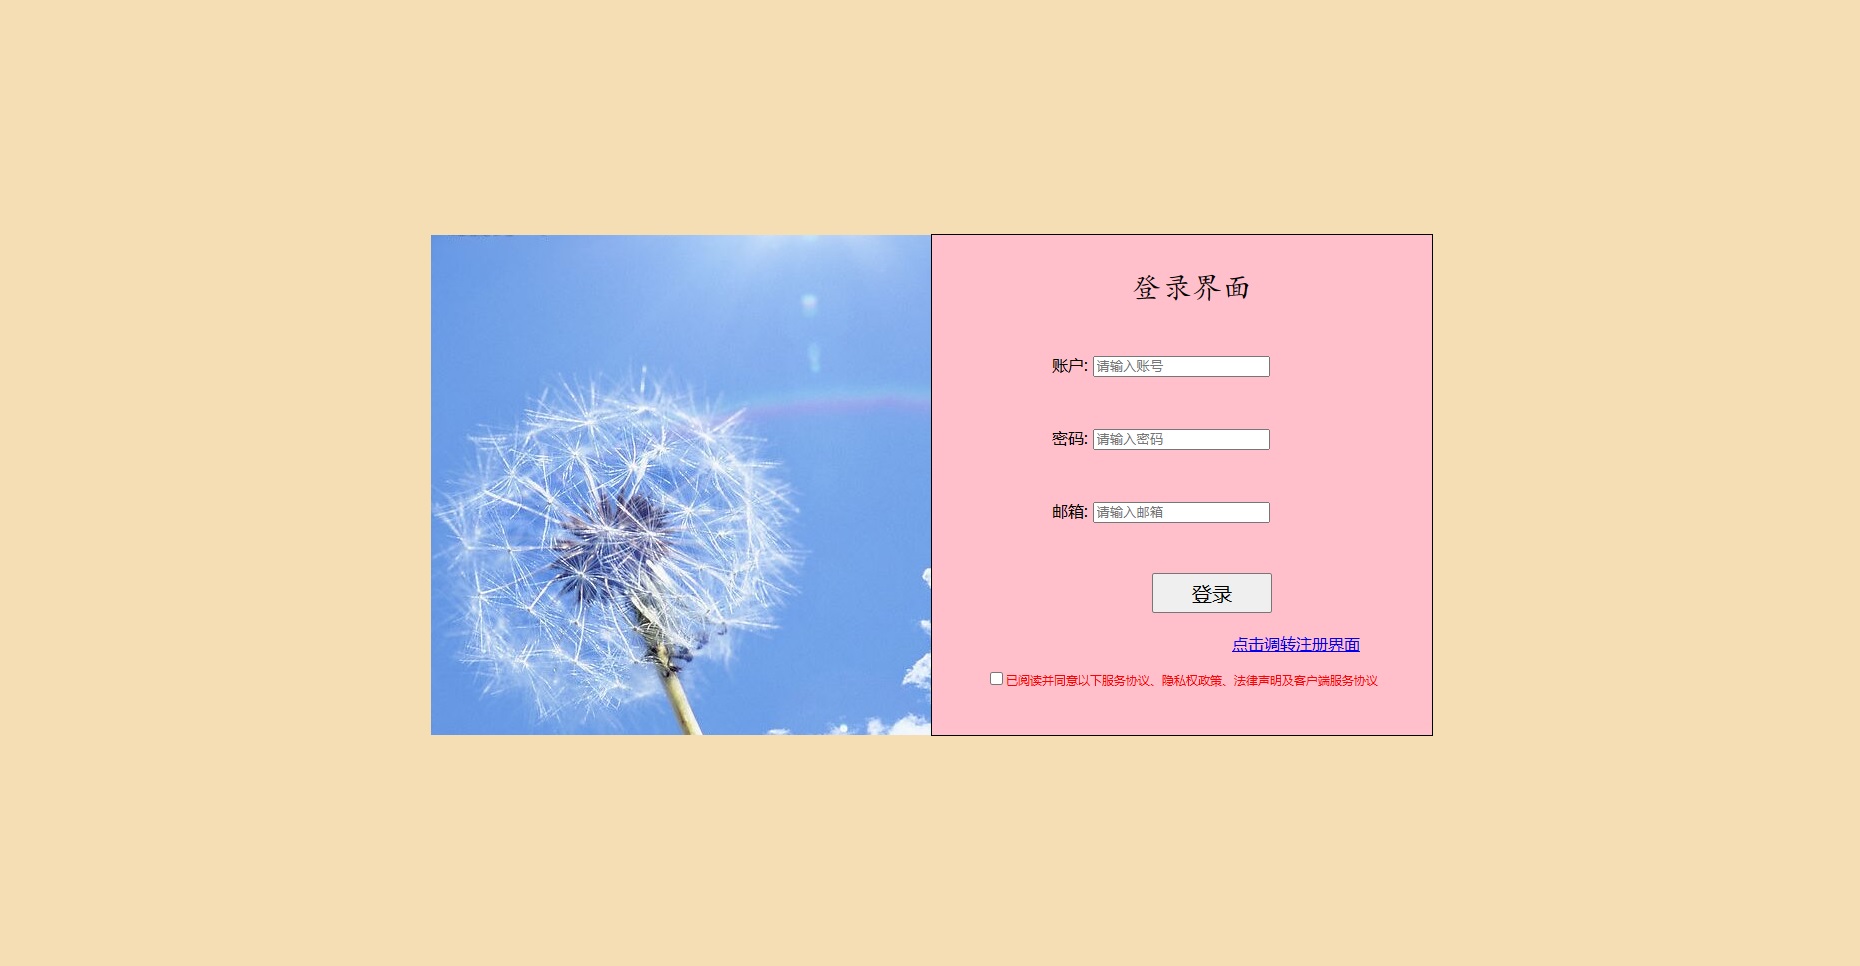 登录界面
账户: 请输入账号
密码: 请输入密码
邮箱: 请输入邮箱
登录
点击调转注册界面
已阅读并同意以下服务协议、隐私权政策、法律声明及客户端服务协议